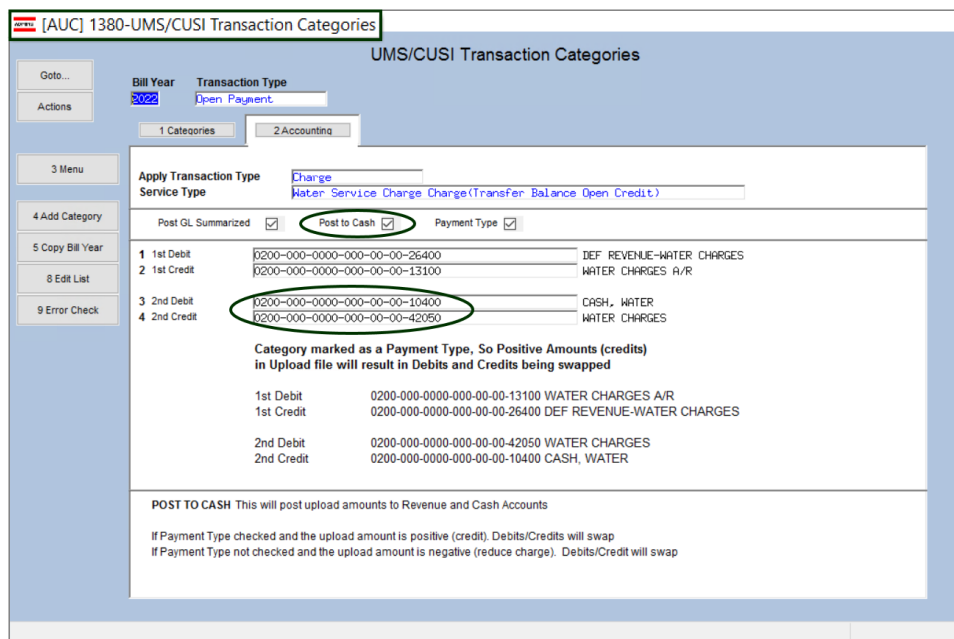 ADMINS [AUC] 1380-UMS/CUSI Transaction Categories
UMS/CUSI Transaction Categories
Goto...
Actions
Bill Year Transaction Type
2022 Open Payment
1 Categories 2 Accounting
3 Menu
4 Add Category
5 Copy Bill Year
8 Edit List
9 Error Check
Apply Transaction Type Charge
Service Type Water Service Charge Charge(Transfer Balance Open Credit)
Post GL Summarized Post to Cash Payment Type
1 1st Debit 0200-000-0000-000-00-00-26400 DEF REVENUE-WATER CHARGES
2 1st Credit 0200-000-0000-000-00-00-13100 WATER CHARGES A/R
3 2nd Debit 0200-000-0000-000-00-00-10400 CASH, WATER
4 2nd Credit 0200-000-0000-000-00-00-42050 WATER CHARGES
Category marked as a Payment Type, So Positive Amounts (credits)
in Upload file will result in Debits and Credits being swapped
1st Debit 0200-000-0000-000-00-00-13100 WATER CHARGES A/R
1st Credit 0200-000-0000-000-00-00-26400 DEF REVENUE-WATER CHARGES
2nd Debit 0200-000-0000-000-00-00-42050 WATER CHARGES
2nd Credit 0200-000-0000-000-00-00-10400 CASH, WATER
POST TO CASH This will post upload amounts to Revenue and Cash Accounts
If Payment Type checked and the upload amount is positive (credit). Debits/Credits will swap
If Payment Type not checked and the upload amount is negative (reduce charge). Debits/Credit will swap